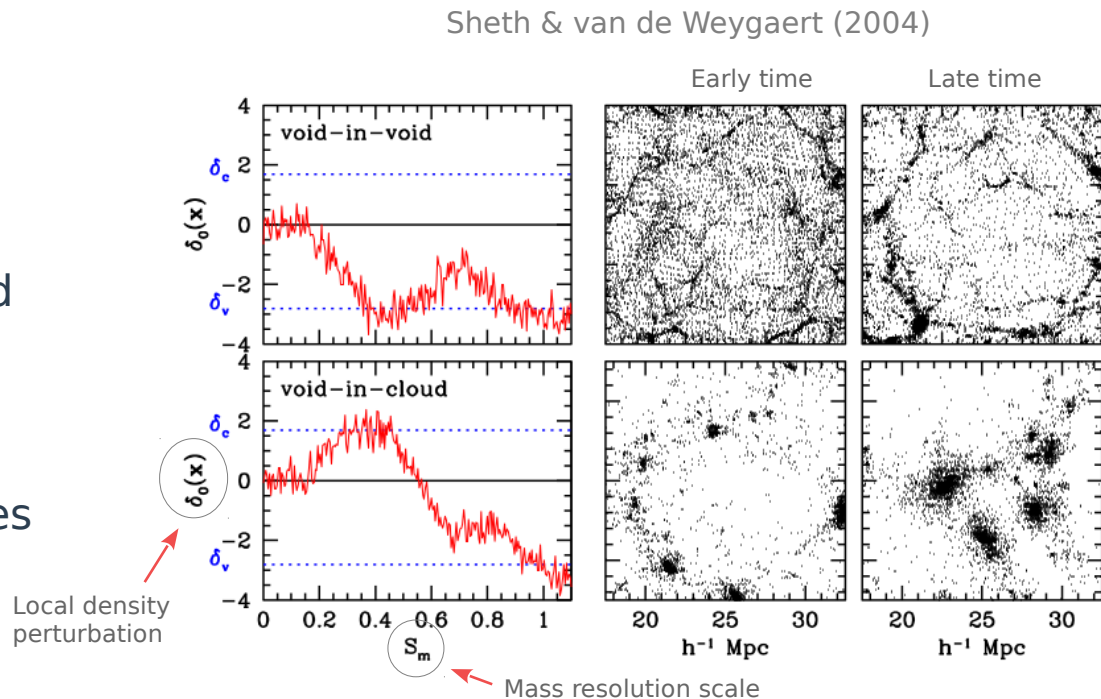 Sheth & van de Weygaert (2004)
Early time
Late time
4
2
0
−2
−4
δc
δv
δ0(x)
void−in−void
d
4
2
0
−2
−4
δc
δv
δ0(x)
void−in−cloud
es
0 0.2 0.4 0.6 0.8 1
20 25 30
20 25 30
Sm
h−1 Mpc
h−1 Mpc
Local density
perturbation
Mass resolution scale